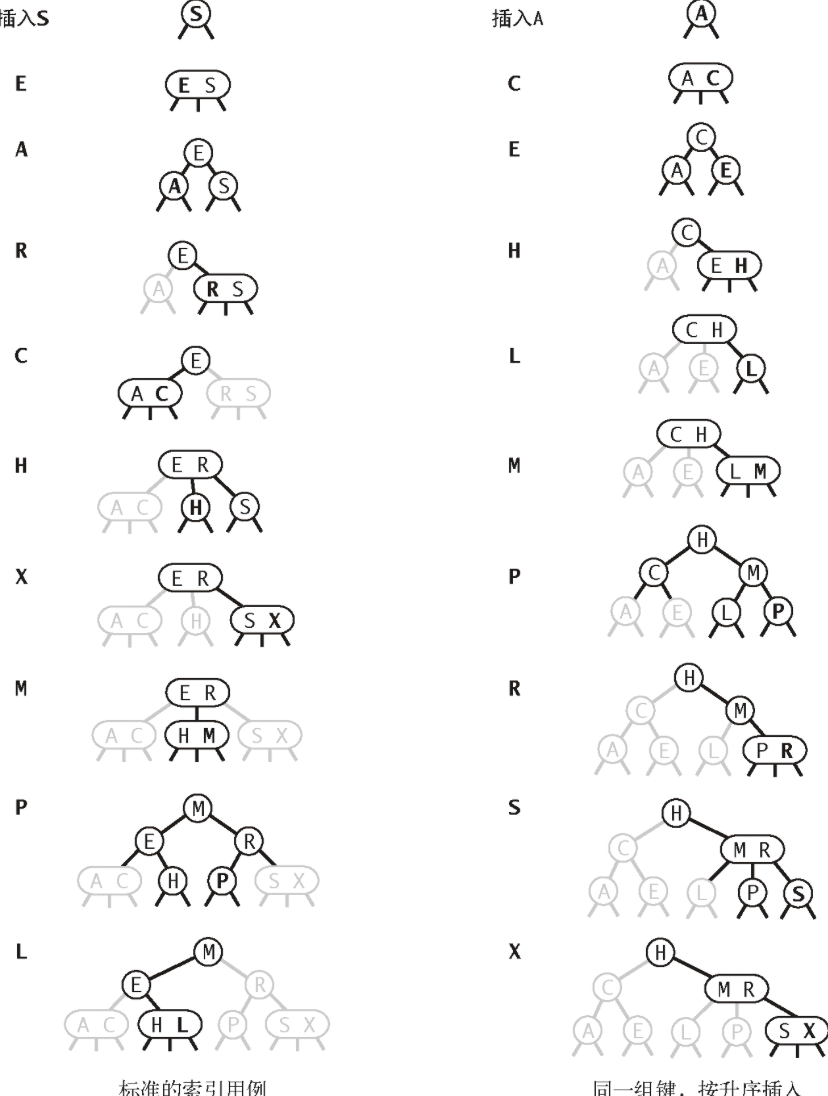 插入S
S
E
E S
A
E
A S
R
E
A R S
C
E
A C R S
H
E R
A C H S
X
E R
A C H S X
M
E R
A C H M S X
P
M
E R
A C H P S X
L
M
E R
A C H L P S X
标准的索引用例
插入A
A
C
A C
E
C
A E
H
C
A E H
L
C H
A E L
M
C H
A E L M
P
H
C M
A E L P
R
H
C M
A E L P R
S
H
C M R
A E L P S
X
H
C M R
A E L P S X
同一组键，按升序插入